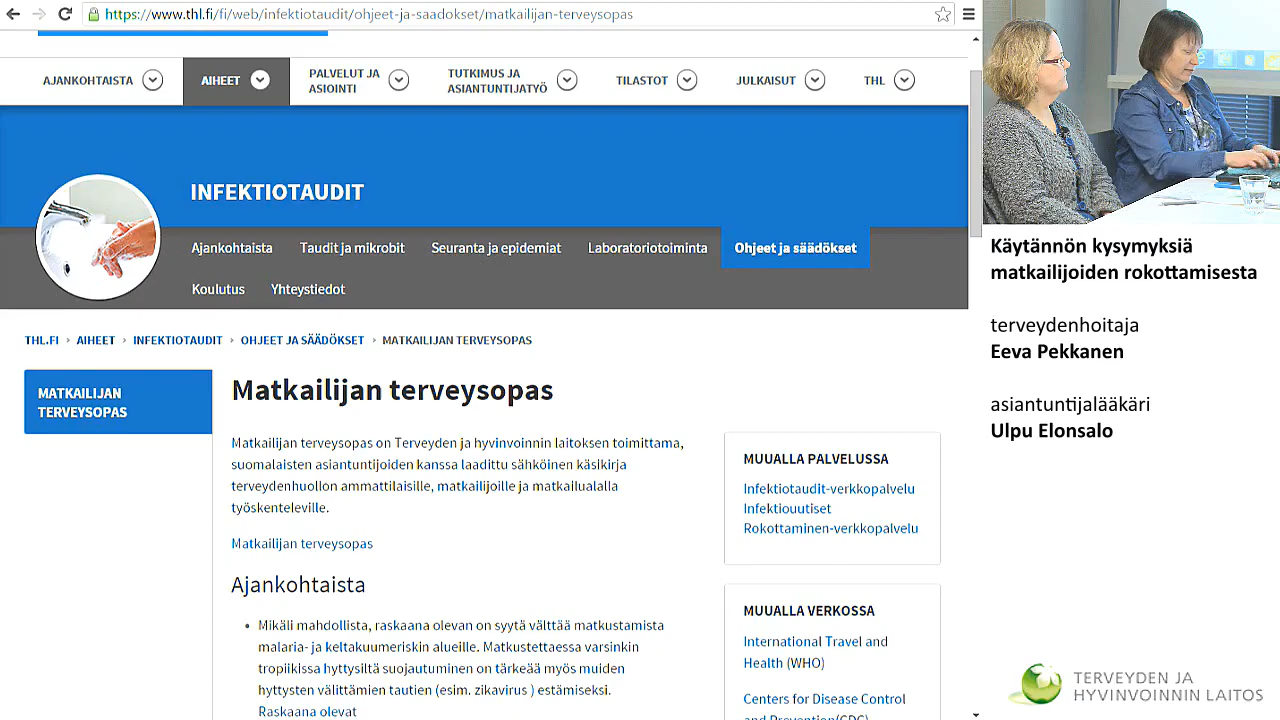 https://www.thl.fi/fi/web/infektiotaudit/ohjeet-ja-saadokset/matkailijan-terveysopas
AJANKOHTAISTA
AIHEET
PALVELUT JA
ASIOINTI
TUTKIMUS JA
ASIANTUNTIJATYÖ
TILASTOT
JULKAISUT
THL
INFEKTIOTAUDIT
Ajankohtaista
Taudit ja mikrobit
Seuranta ja epidemiat
Laboratoriotoiminta
Ohjeet ja säädökset
Koulutus
Yhteystiedot
THL.FI › AIHEET › INFEKTIOTAUDIT › OHJEET JA SÄÄDÖKSET › MATKAILIJAN TERVEYSOPAS
MATKAILIJAN
TERVEYSOPAS
Matkailijan terveysopas
Matkailijan terveysopas on Terveyden ja hyvinvoinnin laitoksen toimittama,
suomalaisten asiantuntijoiden kanssa laadittu sähköinen käsikirja
terveydenhuollon ammattilaisille, matkailijoille ja matkailualalla
työskenteleville.
Matkailijan terveysopas
Ajankohtaista
• Mikäli mahdollista, raskaana olevan on syytä välttää matkustamista
malaria- ja keltakuumeriskin alueille. Matkustettaessa varsinkin
tropiikissa hyttysiltä suojautuminen on tärkeää myös muiden
hyttysten välittämien tautien (esim. zikavirus ) estämiseksi.
Raskaana olevat
MUUALLA PALVELUSSA
Infektiotaudit-verkkopalvelu
Infektiouutiset
Rokottaminen-verkkopalvelu
MUUALLA VERKOSSA
International Travel and
Health (WHO)
Centers for Disease Control
and Prevention(CDC)
Käytännön kysymyksiä
matkailijoiden rokottamisesta
terveydenhoitaja
Eeva Pekkanen
asiantuntijalääkäri
Ulpu Elonsalo
TERVEYDEN JA
HYVINVOINNIN LAITOS